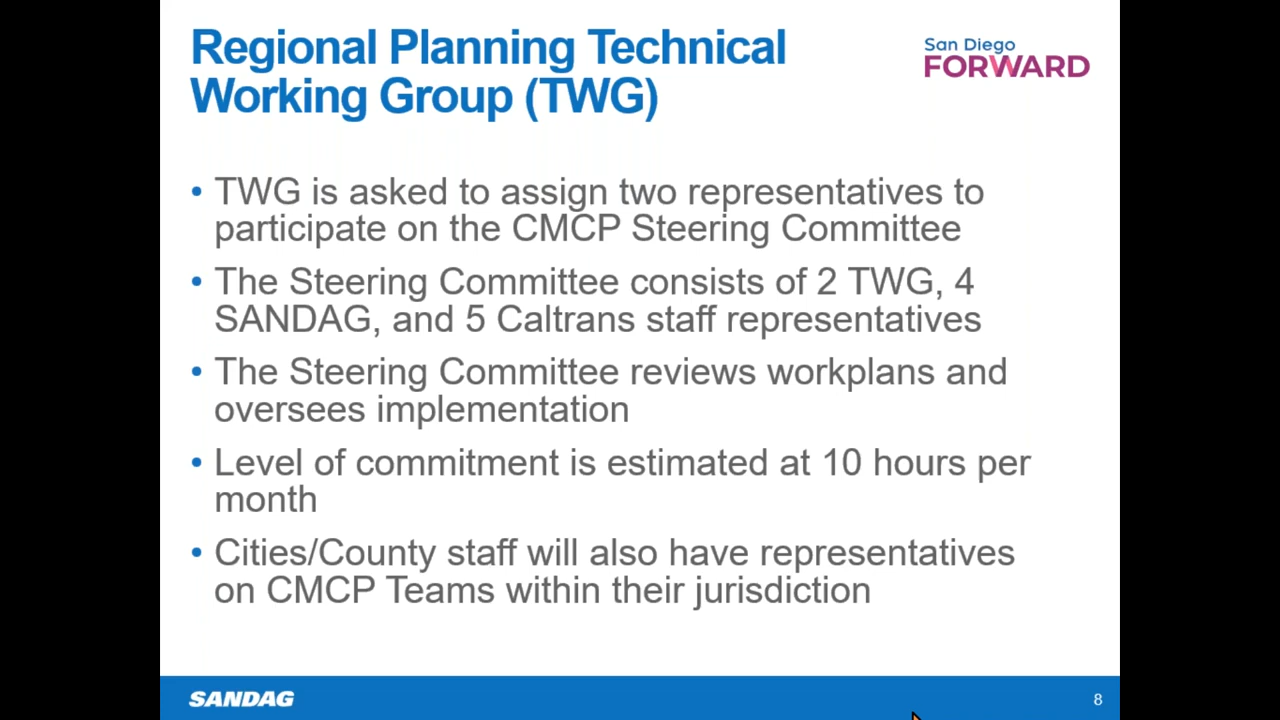 Regional Planning Technical
Working Group (TWG)
San Diego
FORWARD
• TWG is asked to assign two representatives to
participate on the CMCP Steering Committee
• The Steering Committee consists of 2 TWG, 4
SANDAG, and 5 Caltrans staff representatives
• The Steering Committee reviews workplans and
oversees implementation
• Level of commitment is estimated at 10 hours per
month
• Cities/County staff will also have representatives
on CMCP Teams within their jurisdiction
SANDAG
8